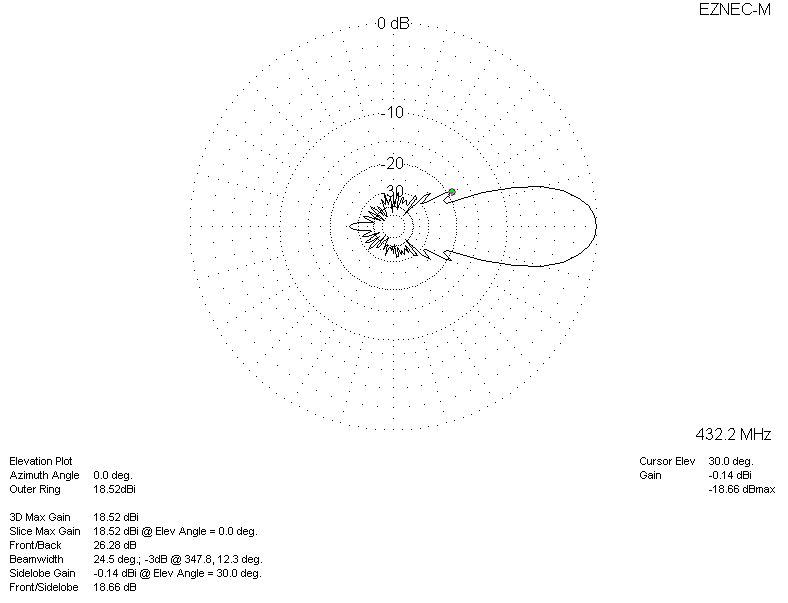 EZNEC-M
0 dB
-10
-20
-30
432.2 MHz
Elevation Plot
Azimuth Angle 0.0 deg.
Outer Ring 18.52dBi
Cursor Elev 30.0 deg.
Gain -0.14 dBi
-18.66 dBmax
3D Max Gain 18.52 dBi
Slice Max Gain 18.52 dBi @ Elev Angle = 0.0 deg.
Front/Back 26.28 dB
Beamwidth 24.5 deg.; -3dB @ 347.8, 12.3 deg.
Sidelobe Gain -0.14 dBi @ Elev Angle = 30.0 deg.
Front/Sidelobe 18.66 dB